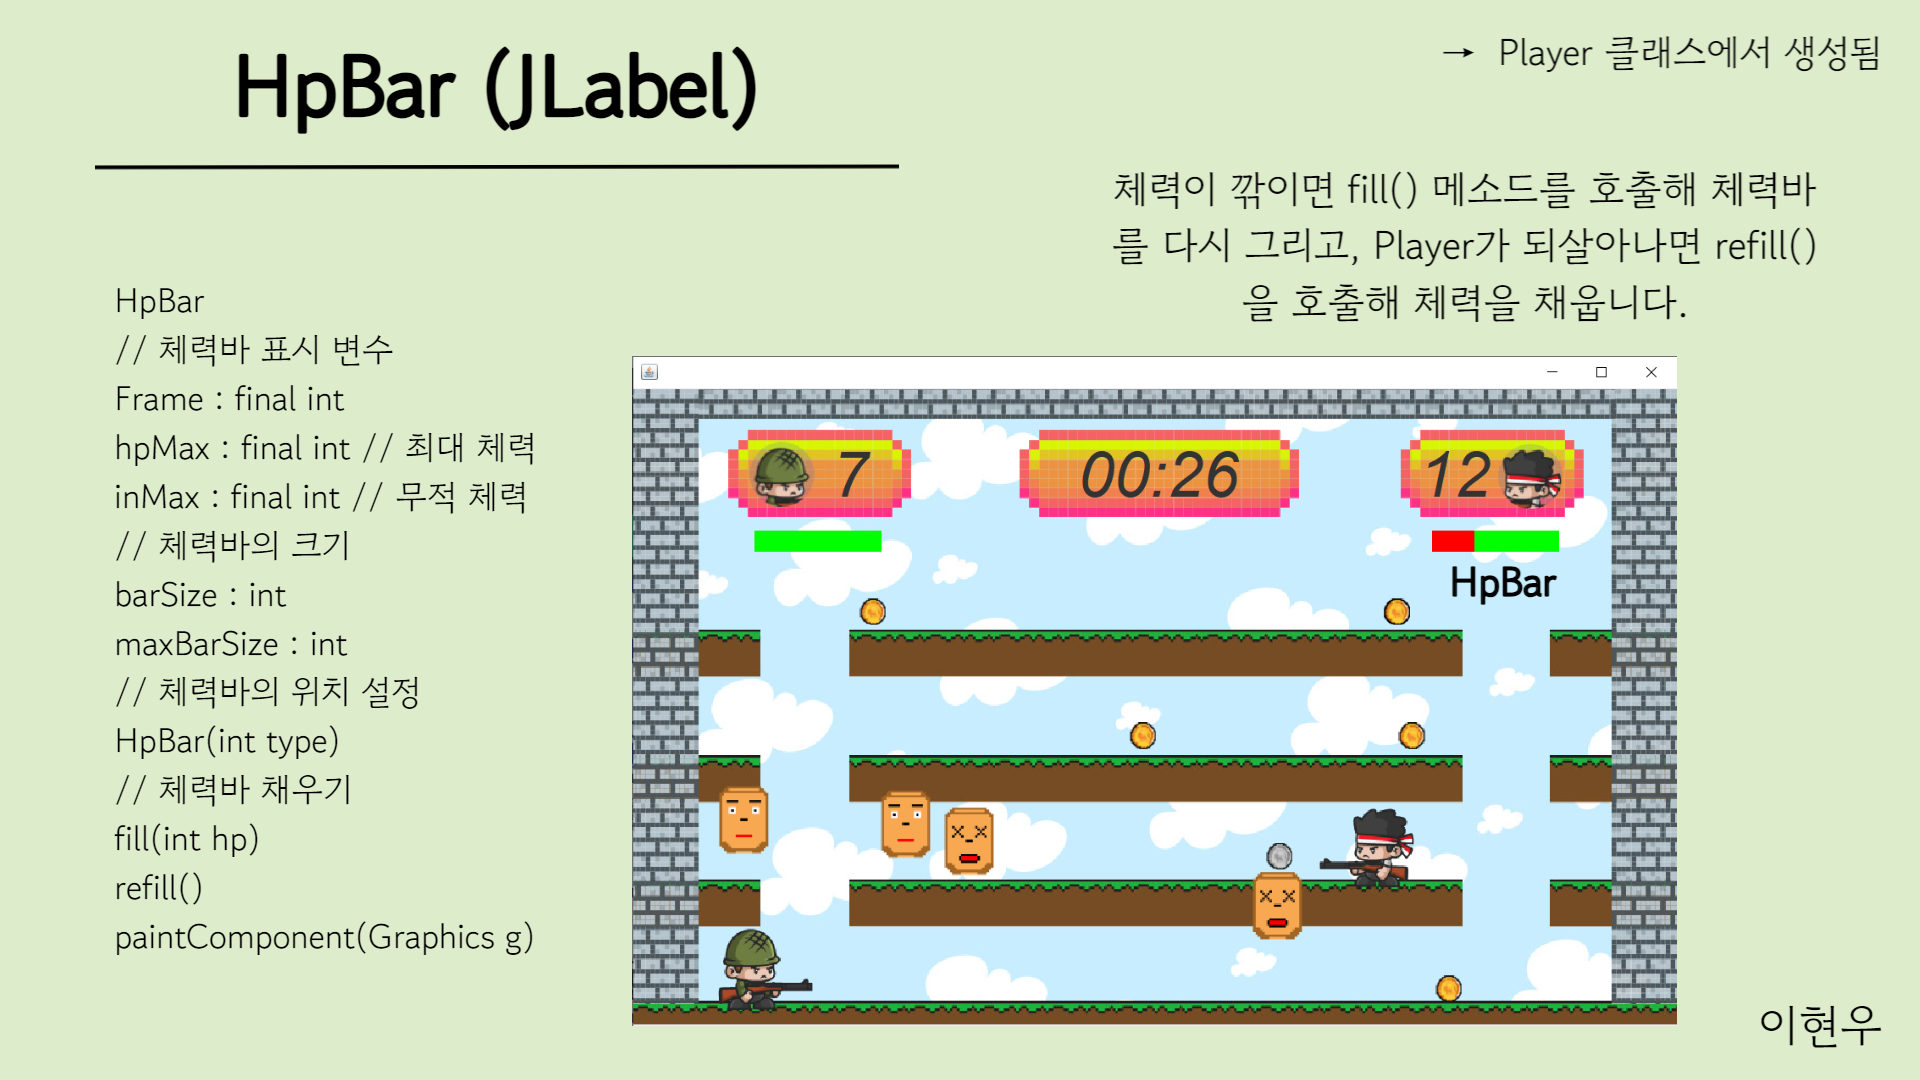 HpBar (JLabel)
→ Player 클래스에서 생성됨
체력이 깎이면 fill() 메소드를 호출해 체력바
를 다시 그리고, Player가 되살아나면 refill()
을 호출해 체력을 채웁니다.
HpBar
// 체력바 표시 변수
Frame : final int
hpMax : final int // 최대 체력
inMax : final int // 무적 체력
// 체력바의 크기
barSize : int
maxBarSize : int
// 체력바의 위치 설정
HpBar(int type)
// 체력바 채우기
fill(int hp)
refill()
paintComponent(Graphics g)
7
00:26
12
HpBar
이현우